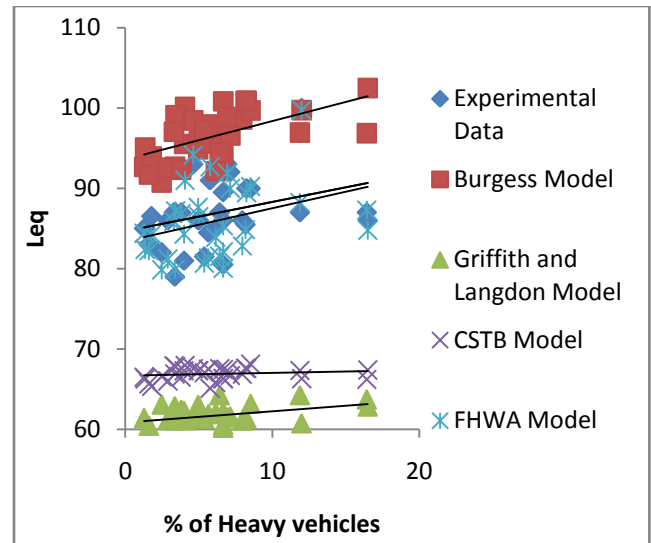 110
100
90
80
70
60
0
10
20
Leq
% of Heavy vehicles
Experimental
Data
Burgess Model
Griffith and
Langdon Model
CSTB Model
FHWA Model